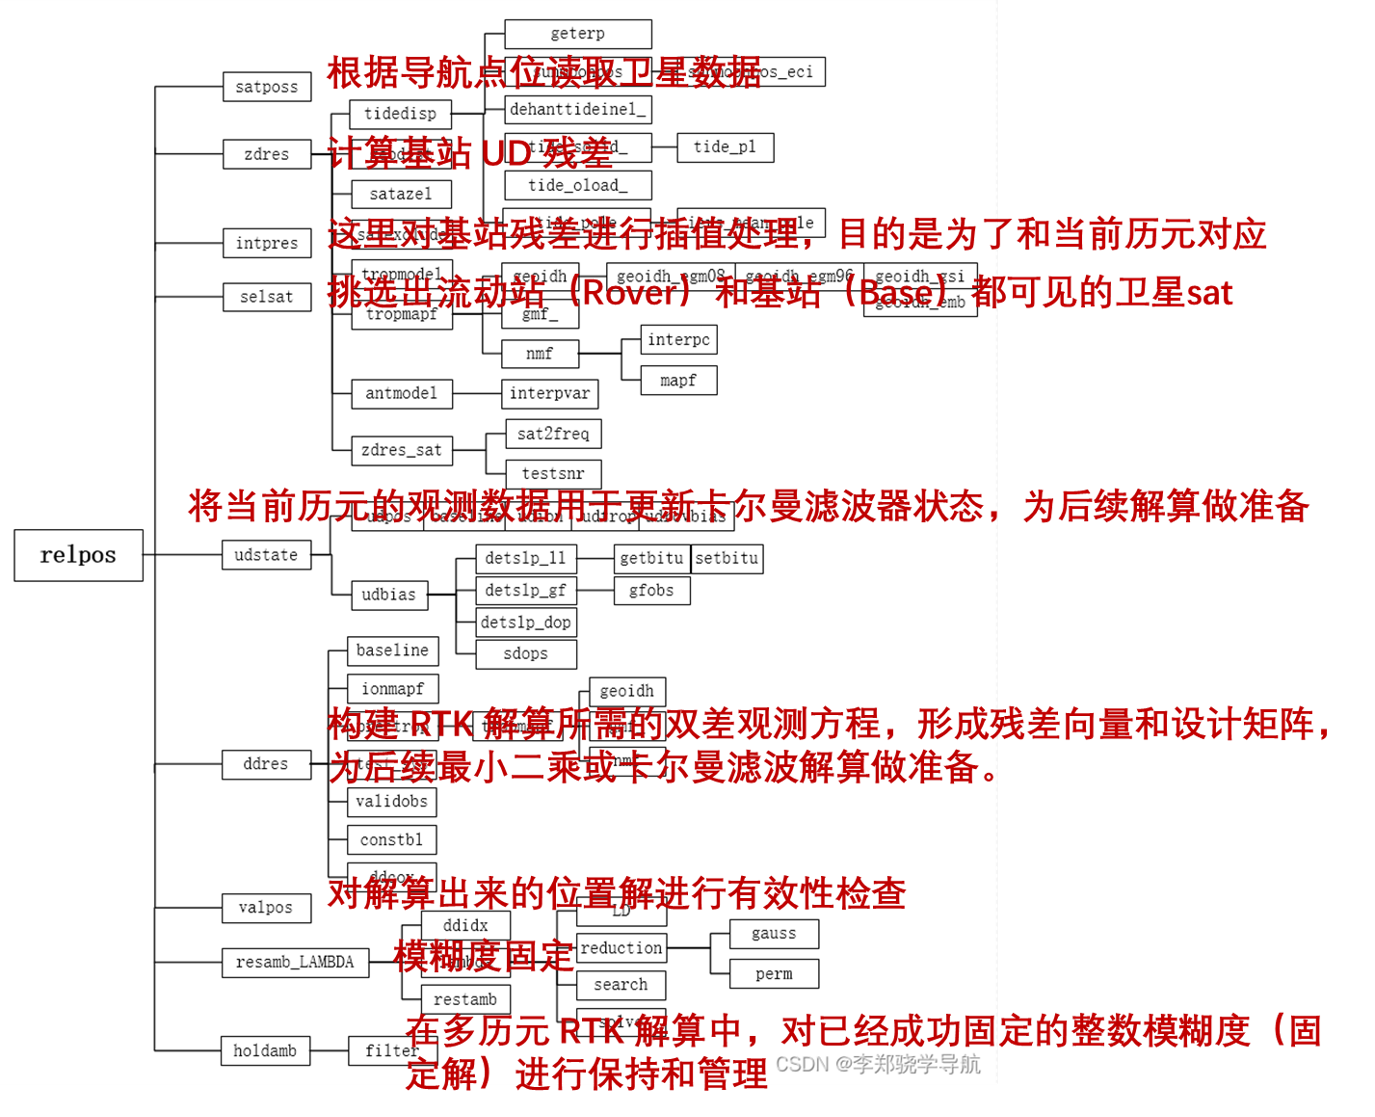 geterp
根据导航点位读取卫星数据
satposs
tidedisp
dehanttideinel_
计算基站 UD 残差
zdres
tide_pl
satazel
tide_oload_
这里对基站残差进行插值处理，目的是为了和当前历元对应
intpres
tropmodel
geoidh
geoidh_egm08
geoidh_egm96
geoidh_gsi
selsat
挑选出流动站（Rover）和基站（Base）都可见的卫星sat
geoidh_emb
tropmapf
gmf_
nmf
interpc
mapf
antmodel
interpvar
zdres_sat
sat2freq
testsnr
将当前历元的观测数据用于更新卡尔曼滤波器状态，为后续解算做准备
relpos
udstate
detslp_ll
getbitu
setbitu
udbias
detslp_gf
gfobs
detslp_dop
sdops
baseline
ionmapf
geoidh
构建 RTK 解算所需的双差观测方程，形成残差向量和设计矩阵，
为后续最小二乘或卡尔曼滤波解算做准备。
ddres
validobs
constbl
对解算出来的位置解进行有效性检查
valpos
LD
ddidx
gauss
模糊度固定
resamb_LAMBDA
reduction
perm
search
restamb
在多历元 RTK 解算中，对已经成功固定的整数模糊度（固
定解）进行保持和管理
holdamb
filter
CSDN @李郑骁学导航